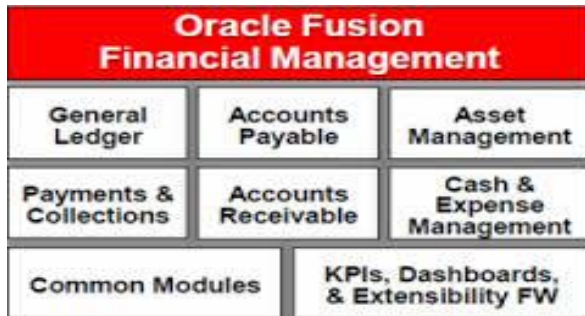 Oracle Fusion
Financial Management
General
Ledger
Accounts
Payable
Asset
Management
Payments &
Collections
Accounts
Receivable
Cash &
Expense
Management
Common Modules
KPIs, Dashboards,
& Extensibility FW